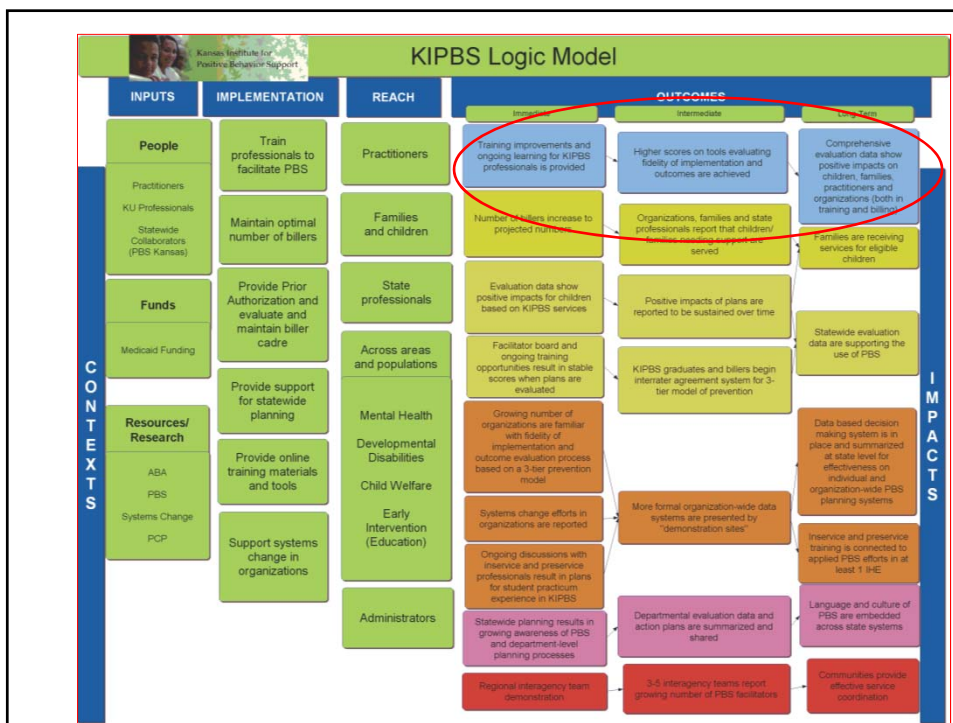 Kansas Institute for
Positive Behavior Support
KIPBS Logic Model
INPUTS
IMPLEMENTATION
REACH
OUTCOMES
Immediate
Intermediate
Long-Term
CONTEXTS
People
Practitioners
KU Professionals
Statewide
Collaborators
(PBS Kansas)
Funds
Medicaid Funding
Resources/
Research
ABA
PBS
Systems Change
PCP
Train
professionals to
facilitate PBS
Maintain optimal
number of billers
Provide Prior
Authorization and
evaluate and
maintain biller
cadre
Provide support
for statewide
planning
Provide online
training materials
and tools
Support systems
change in
organizations
Practitioners
Families
and children
State
professionals
Across areas
and populations
Mental Health
Developmental
Disabilities
Child Welfare
Early
Intervention
(Education)
Administrators
Training improvements and
ongoing learning for KIPBS
professionals is provided
Number of billers increase to
projected numbers
Evaluation data show
positive impacts for children
based on KIPBS services
Facilitator board and
ongoing training
opportunities result in stable
scores when plans are
evaluated
Growing number of
organizations are familiar
with fidelity of
implementation and
outcome evaluation process
based on a 3-tier prevention
model
Systems change efforts in
organizations are reported
Ongoing discussions with
inservice and preservice
professionals result in plans
for student practicum
experience in KIPBS
Statewide planning results in
growing awareness of PBS
and department-level
planning processes
Regional interagency team
demonstration
Higher scores on tools evaluating
fidelity of implementation and
outcomes are achieved
Organizations, families and state
professionals report that children/
families needing support are
served
Positive impacts of plans are
reported to be sustained over time
KIPBS graduates and billers begin
interrater agreement system for 3-
tier model of prevention
More formal organization-wide data
systems are presented by
"demonstration sites"
Departmental evaluation data and
action plans are summarized and
shared
3-5 interagency teams report
growing number of PBS facilitators
Comprehensive
evaluation data show
positive impacts on
children, families,
practitioners and
organizations (both in
training and billing)
Families are receiving
services for eligible
children
Statewide evaluation
data are supporting
the use of PBS
Data based decision
making system is in
place and summarized
at state level for
effectiveness on
individual and
organization-wide PBS
planning systems
Inservice and preservice
training is connected to
applied PBS efforts in at
least 1 IHE
Language and culture of
PBS are embedded
across state systems
Communities provide
effective service
coordination
IMPACTS